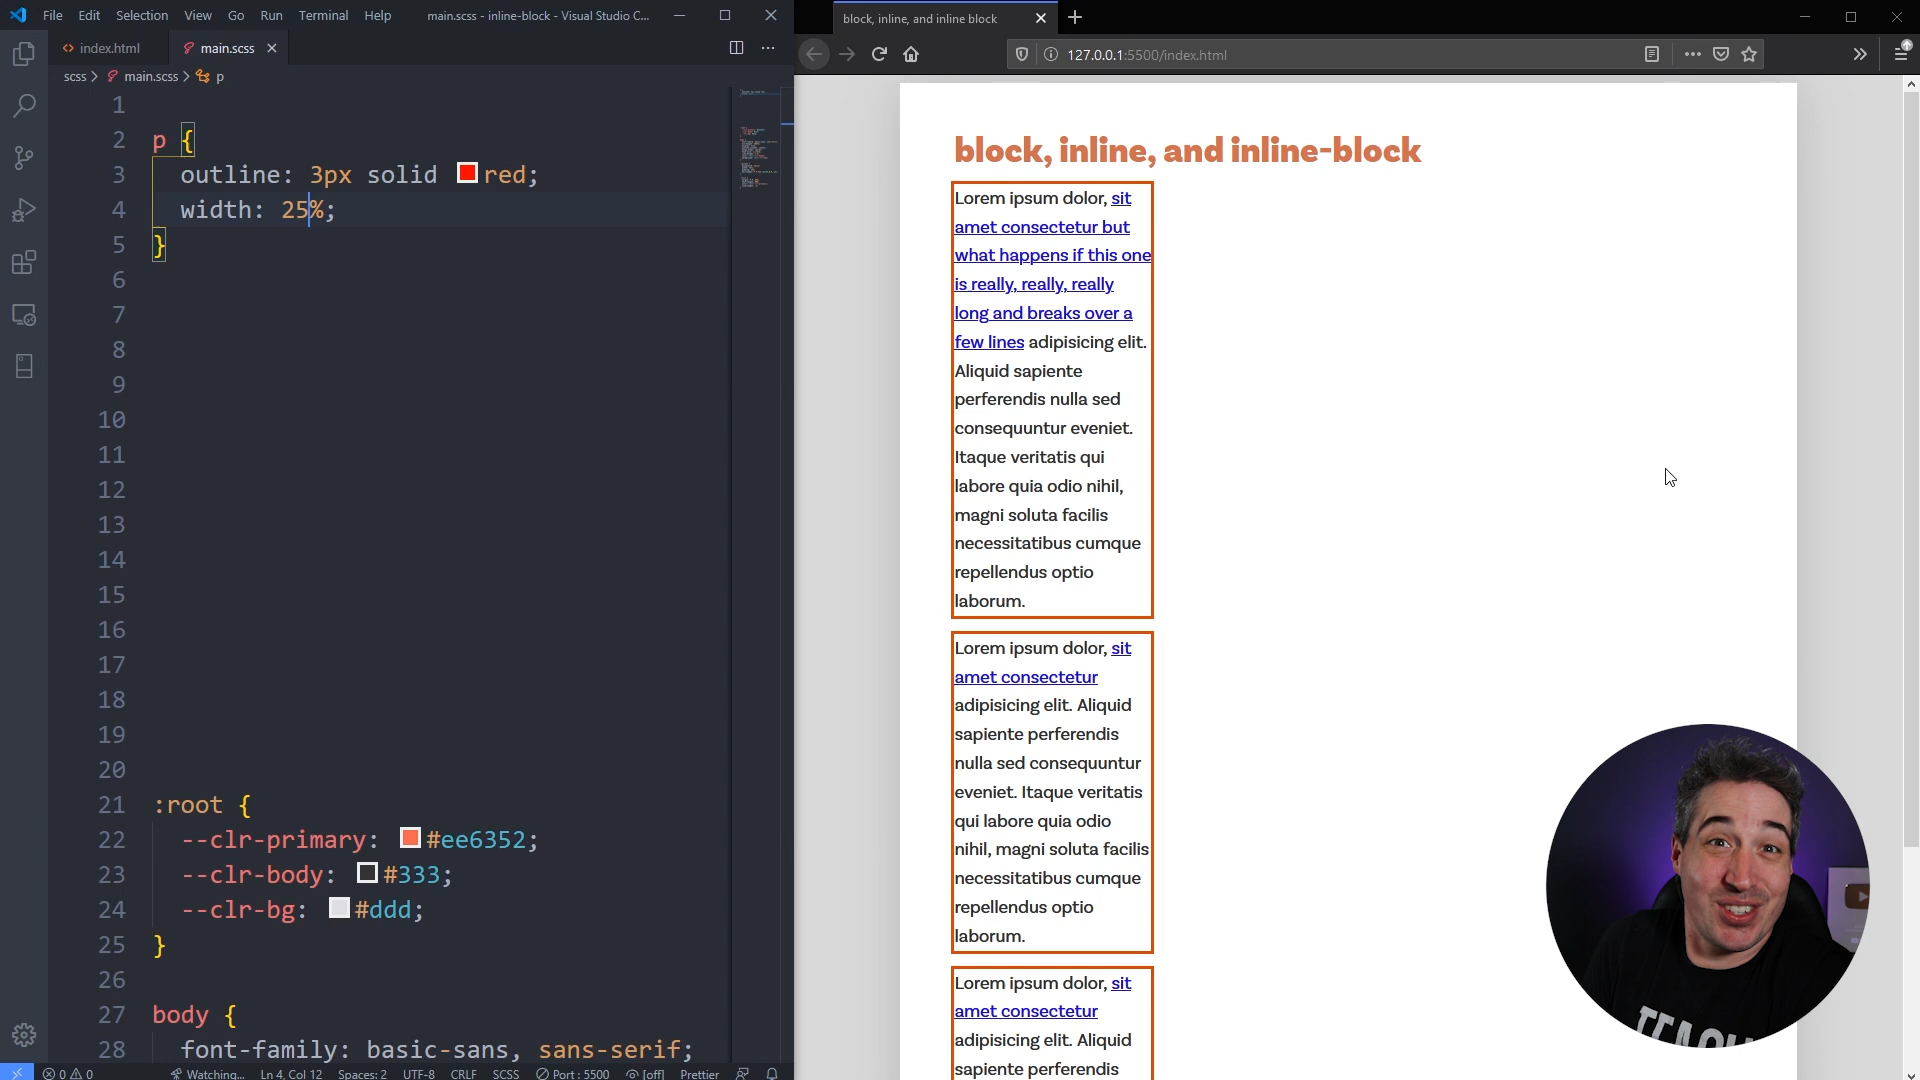 File Edit Selection View Go Run Terminal Help main.scss - inline-block - Visual Studio C...
index.html main.scss
scss > main.scss > p
1
2 p {
3 outline: 3px solid red;
4 width: 25%;
5 }
6
7
8
9
10
11
12
13
14
15
16
17
18
19
20
21 :root {
22 --clr-primary: #ee6352;
23 --clr-body: #333;
24 --clr-bg: #ddd;
25 }
26
27 body {
28 font-family: basic-sans, sans-serif;
0 0 Watching... Ln 4, Col 12 Spaces: 2 UTF-8 CRLF SCSS Port : 5500 [off] Prettier
block, inline, and inline block
127.0.0.1:5500/index.html
block, inline, and inline-block
Lorem ipsum dolor, sit
amet consectetur but
what happens if this one
is really, really, really
long and breaks over a
few lines adipisicing elit.
Aliquid sapiente
perferendis nulla sed
consequuntur eveniet.
Itaque veritatis qui
labore quia odio nihil,
magni soluta facilis
necessitatibus cumque
repellendus optio
laborum.
Lorem ipsum dolor, sit
amet consectetur
adipisicing elit. Aliquid
sapiente perferendis
nulla sed consequuntur
eveniet. Itaque veritatis
qui labore quia odio
nihil, magni soluta facilis
necessitatibus cumque
repellendus optio
laborum.
Lorem ipsum dolor, sit
amet consectetur
adipisicing elit. Aliquid
sapiente perferendis